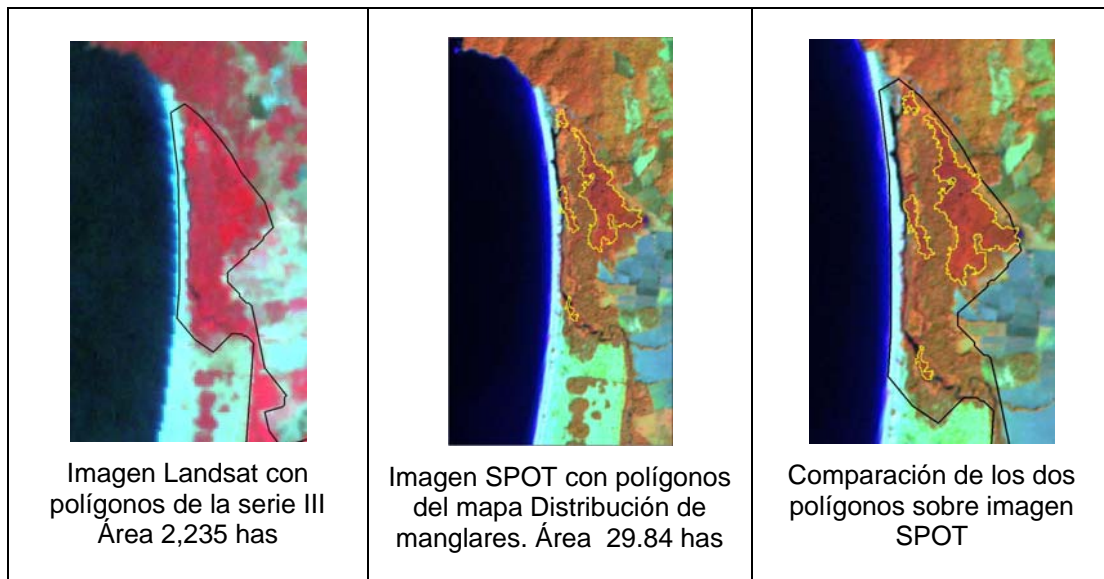 Imagen Landsat con
polígonos de la serie III
Área 2,235 has
Imagen SPOT con polígonos
del mapa Distribución de
manglares. Área 29.84 has
Comparación de los dos
polígonos sobre imagen
SPOT